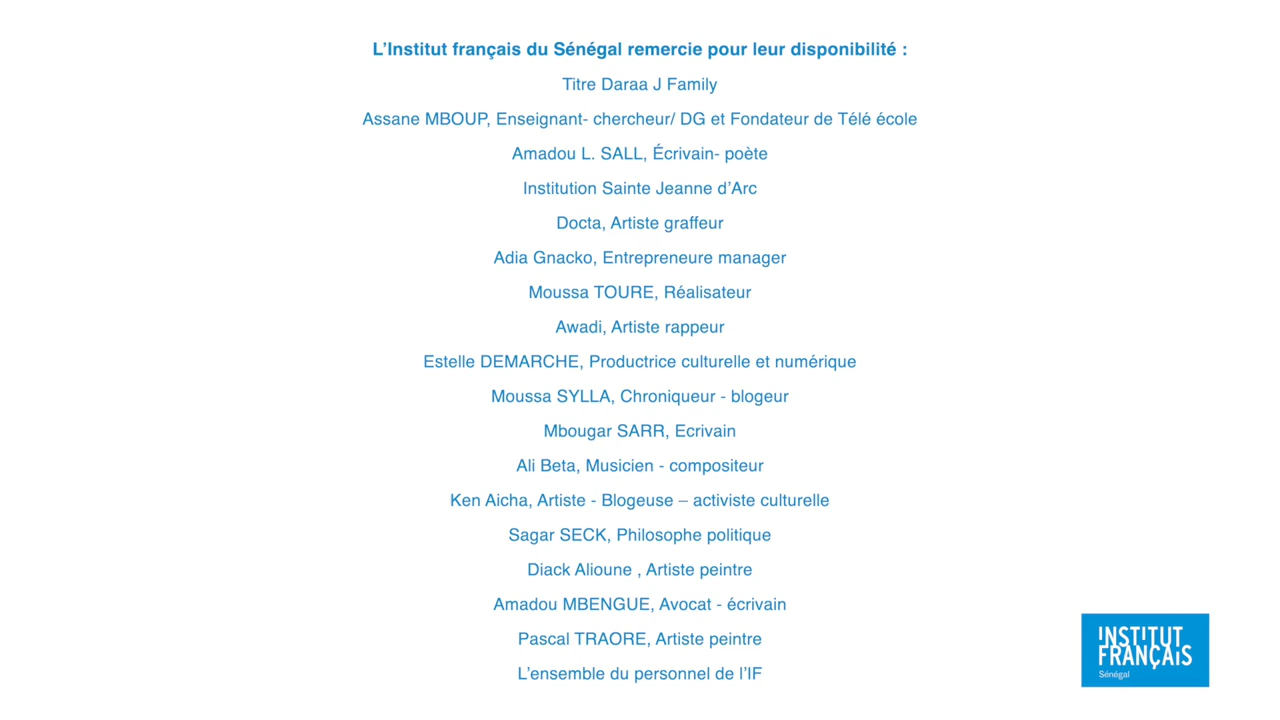 L’Institut français du Sénégal remercie pour leur disponibilité :
Titre Daraa J Family
Assane MBOUP, Enseignant- chercheur/ DG et Fondateur de Télé école
Amadou L. SALL, Écrivain- poète
Institution Sainte Jeanne d’Arc
Docta, Artiste graffeur
Adia Gnacko, Entrepreneure manager
Moussa TOURE, Réalisateur
Awadi, Artiste rappeur
Estelle DEMARCHE, Productrice culturelle et numérique
Moussa SYLLA, Chroniqueur - blogeur
Mbougar SARR, Ecrivain
Ali Beta, Musicien - compositeur
Ken Aicha, Artiste - Blogeuse – activiste culturelle
Sagar SECK, Philosophe politique
Diack Alioune , Artiste peintre
Amadou MBENGUE, Avocat - écrivain
Pascal TRAORE, Artiste peintre
L’ensemble du personnel de l’IF
INSTITUT
FRANÇAIS
Sénégal